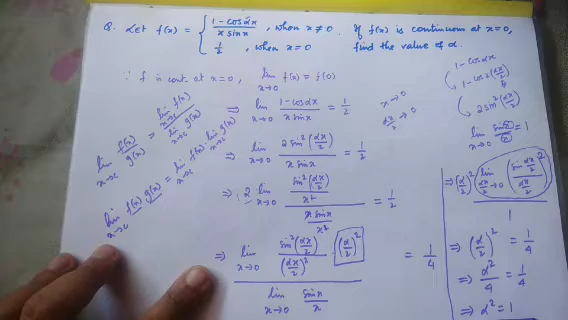 Q. Let f(x) = { (1 - cos αx)/(x sin x) , when x ≠ 0. If f(x) is continuous at x = 0,
1/2 , when x = 0 find the value of α.
∵ f is cont. at x = 0, lim x→0 f(x) = f(0)
⇒ lim x→0 (1 - cos αx)/(x sin x) = 1/2
⇒ lim x→0 (2 sin² (αx/2))/(x sin x) = 1/2
⇒ 2 lim x→0 (sin²(αx/2)/x²)/(x sin x/x²) = 1/2
⇒ (lim x→0 sin²(αx/2)/(αx/2)² · (α/2)²)/(lim x→0 sin x/x) = 1/4
lim x→c f(x)/g(x) = lim x→c f(x)/lim x→c g(x)
lim x→c f(x) g(x) = lim x→c f(x) · lim x→c g(x)
x → 0
αx/2 → 0
1 - cos αx
1 - cos 2(αx/2)
2 sin² (αx/2)
lim x→0 sin x/x = 1
⇒ (α/2)² (lim αx/2→0 sin αx/2 / αx/2)²
1
⇒ (α/2)² = 1/4
⇒ α²/4 = 1/4
⇒ α² = 1